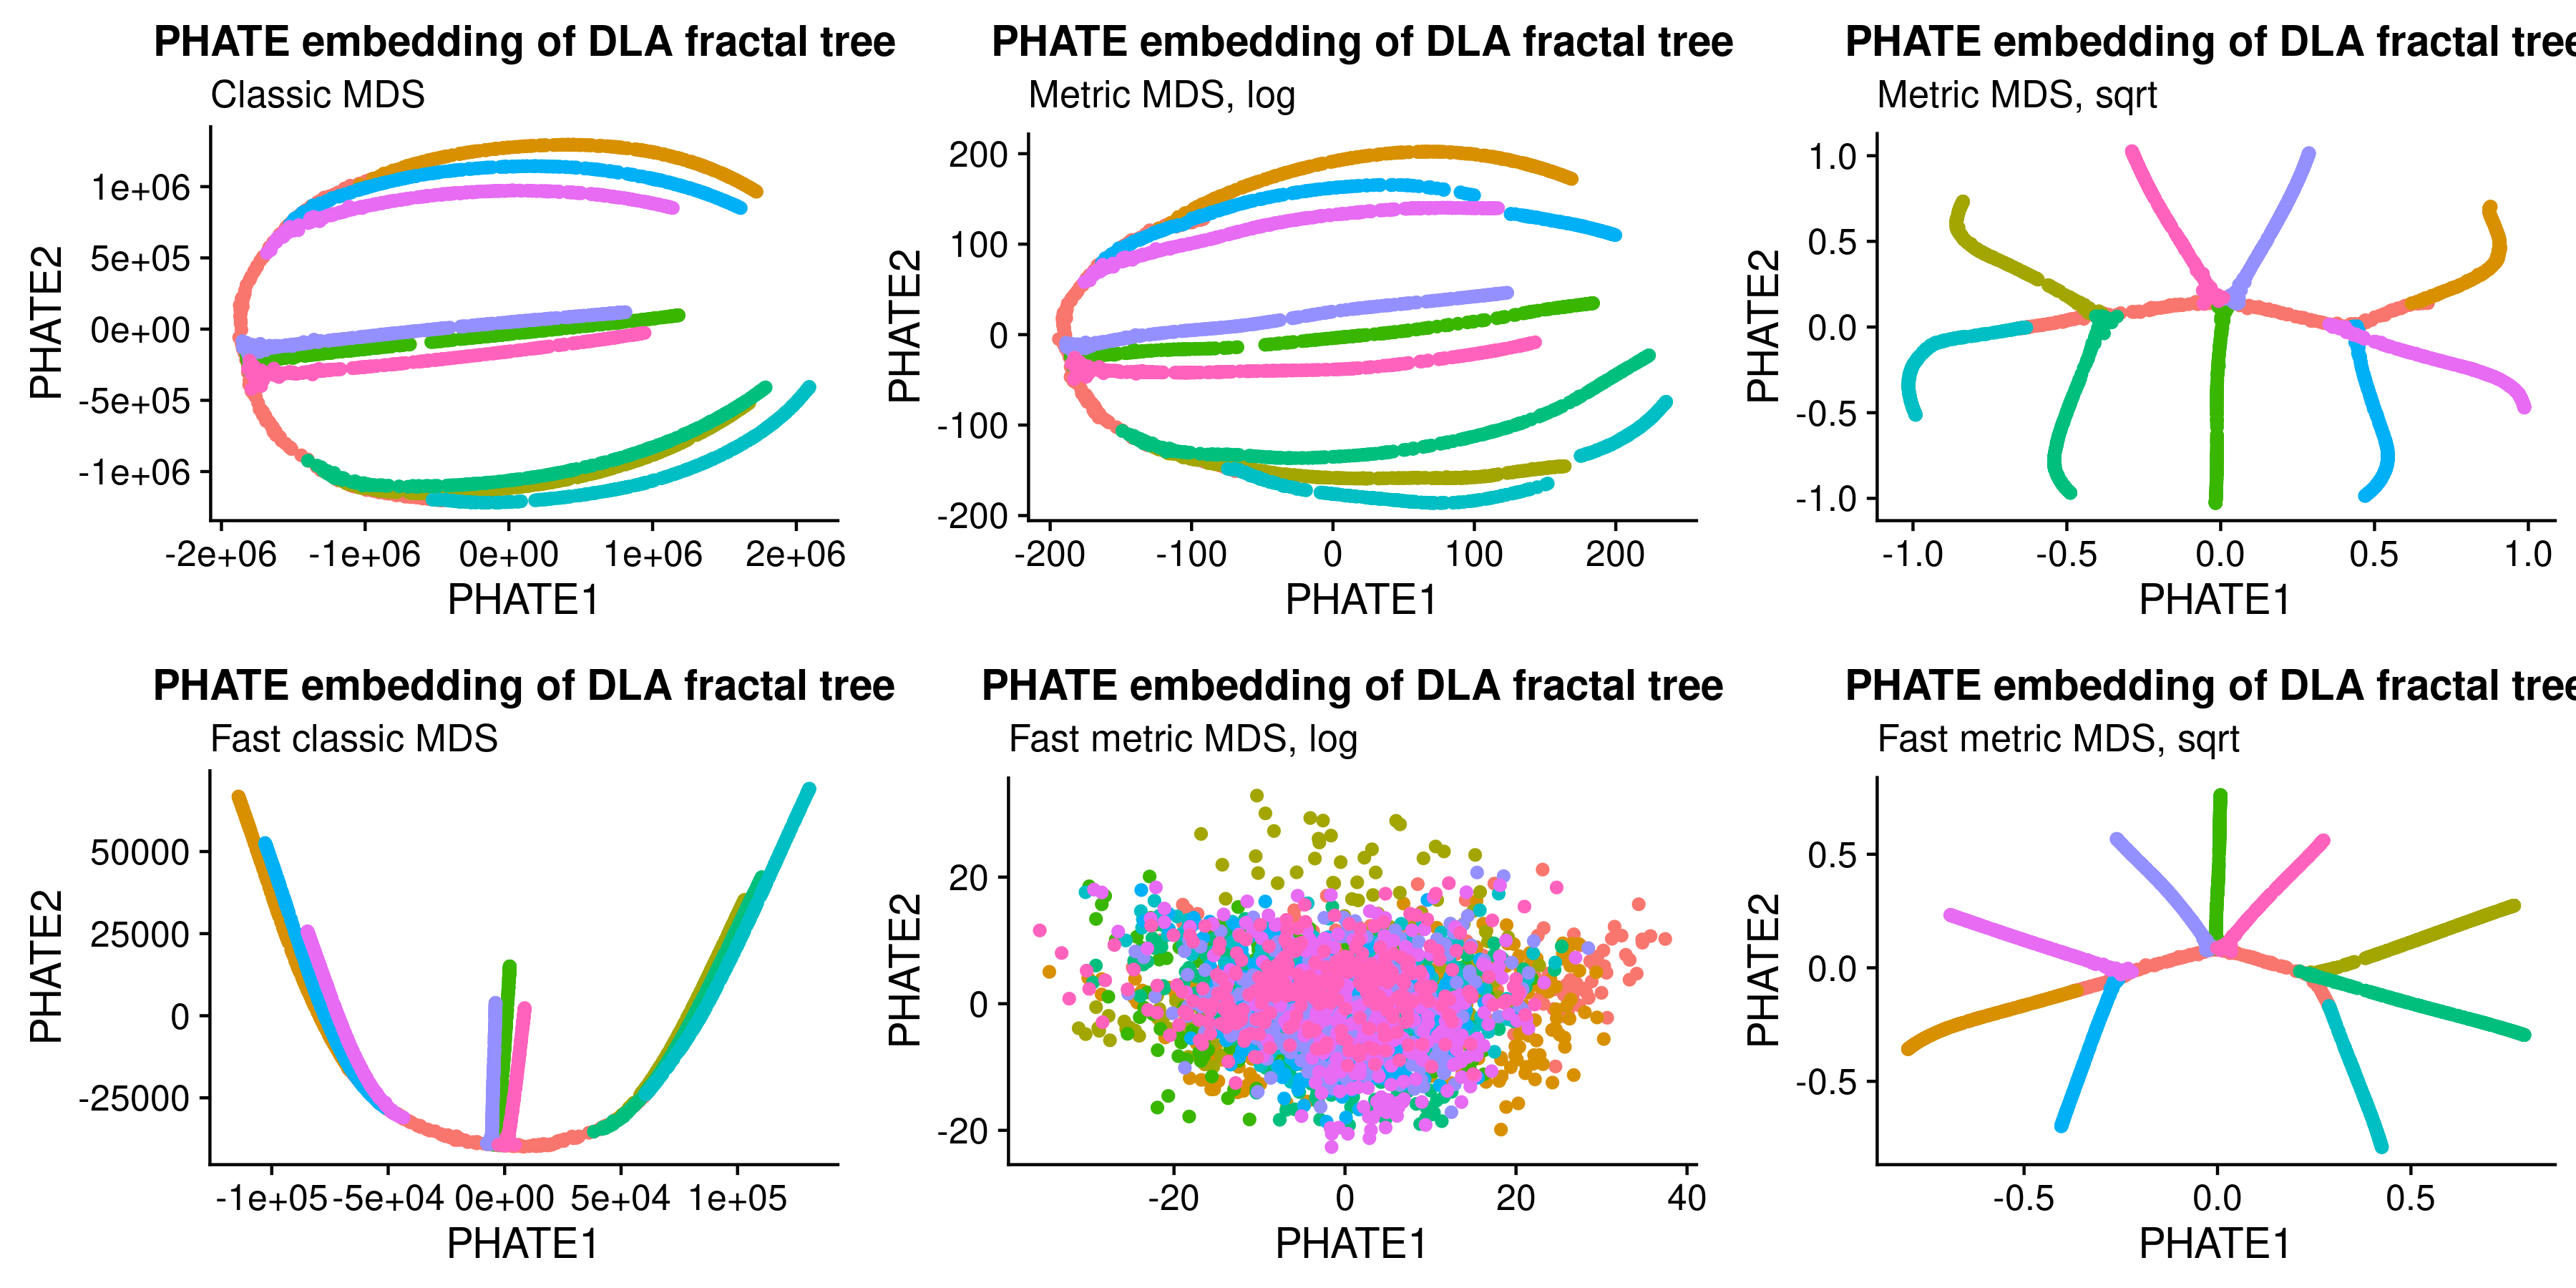 PHATE embedding of DLA fractal tree
Classic MDS
1e+06
5e+05
0e+00
-5e+05
-1e+06
PHATE2
-2e+06 -1e+06 0e+00 1e+06 2e+06
PHATE1
PHATE embedding of DLA fractal tree
Metric MDS, log
200
100
0
-100
-200
PHATE2
-200 -100 0 100 200
PHATE1
PHATE embedding of DLA fractal tree
Metric MDS, sqrt
1.0
0.5
0.0
-0.5
-1.0
PHATE2
-1.0 -0.5 0.0 0.5 1.0
PHATE1
PHATE embedding of DLA fractal tree
Fast classic MDS
50000
25000
0
-25000
PHATE2
-1e+05 -5e+04 0e+00 5e+04 1e+05
PHATE1
PHATE embedding of DLA fractal tree
Fast metric MDS, log
20
0
-20
PHATE2
-20 0 20 40
PHATE1
PHATE embedding of DLA fractal tree
Fast metric MDS, sqrt
0.5
0.0
-0.5
PHATE2
-0.5 0.0 0.5
PHATE1